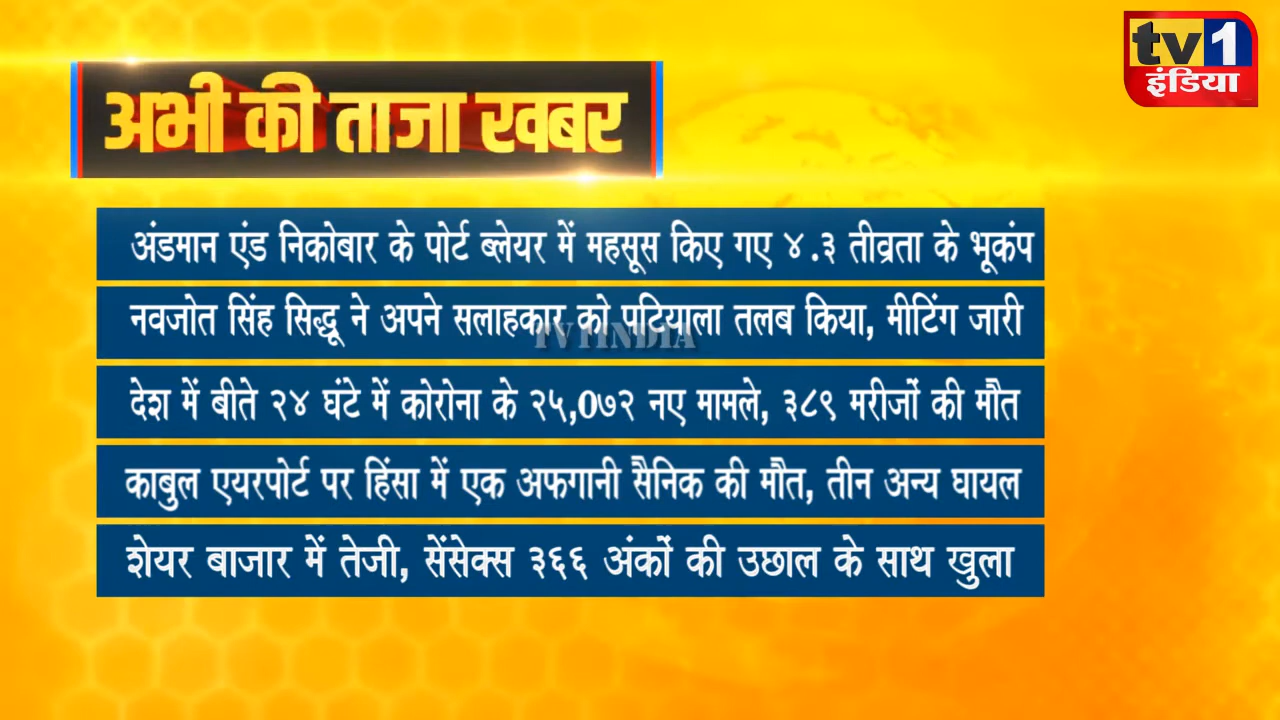 tv1
इंडिया
अभी की ताजा खबर
अंडमान एंड निकोबार के पोर्ट ब्लेयर में महसूस किए गए ४.३ तीव्रता के भूकंप
नवजोत सिंह सिद्धू ने अपने सलाहकार को पटियाला तलब किया, मीटिंग जारी
TV1INDIA
देश में बीते २४ घंटे में कोरोना के २५,0७२ नए मामले, ३८९ मरीजों की मौत
काबुल एयरपोर्ट पर हिंसा में एक अफगानी सैनिक की मौत, तीन अन्य घायल
शेयर बाजार में तेजी, सेंसेक्स ३६६ अंकों की उछाल के साथ खुला